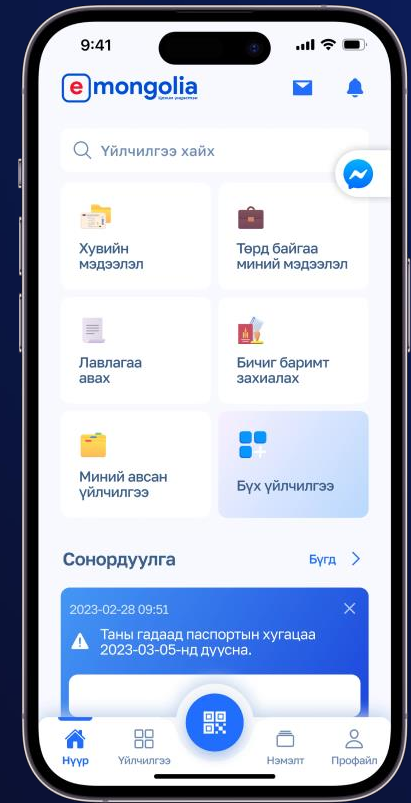 9:41
e mongolia
Үйлчилгээ хайх
Хувийн
мэдээлэл
Төрд байгаа
миний мэдээлэл
Лавлагаа
авах
Бичиг баримт
захиалах
Миний авсан
үйлчилгээ
Бүх үйлчилгээ
Сонордуулга
Бүгд
2023-02-28 09:51
Таны гадаад паспортын хугацаа
2023-03-05-нд дуусна.
Нүүр
Үйлчилгээ
Нэмэлт
Профайл